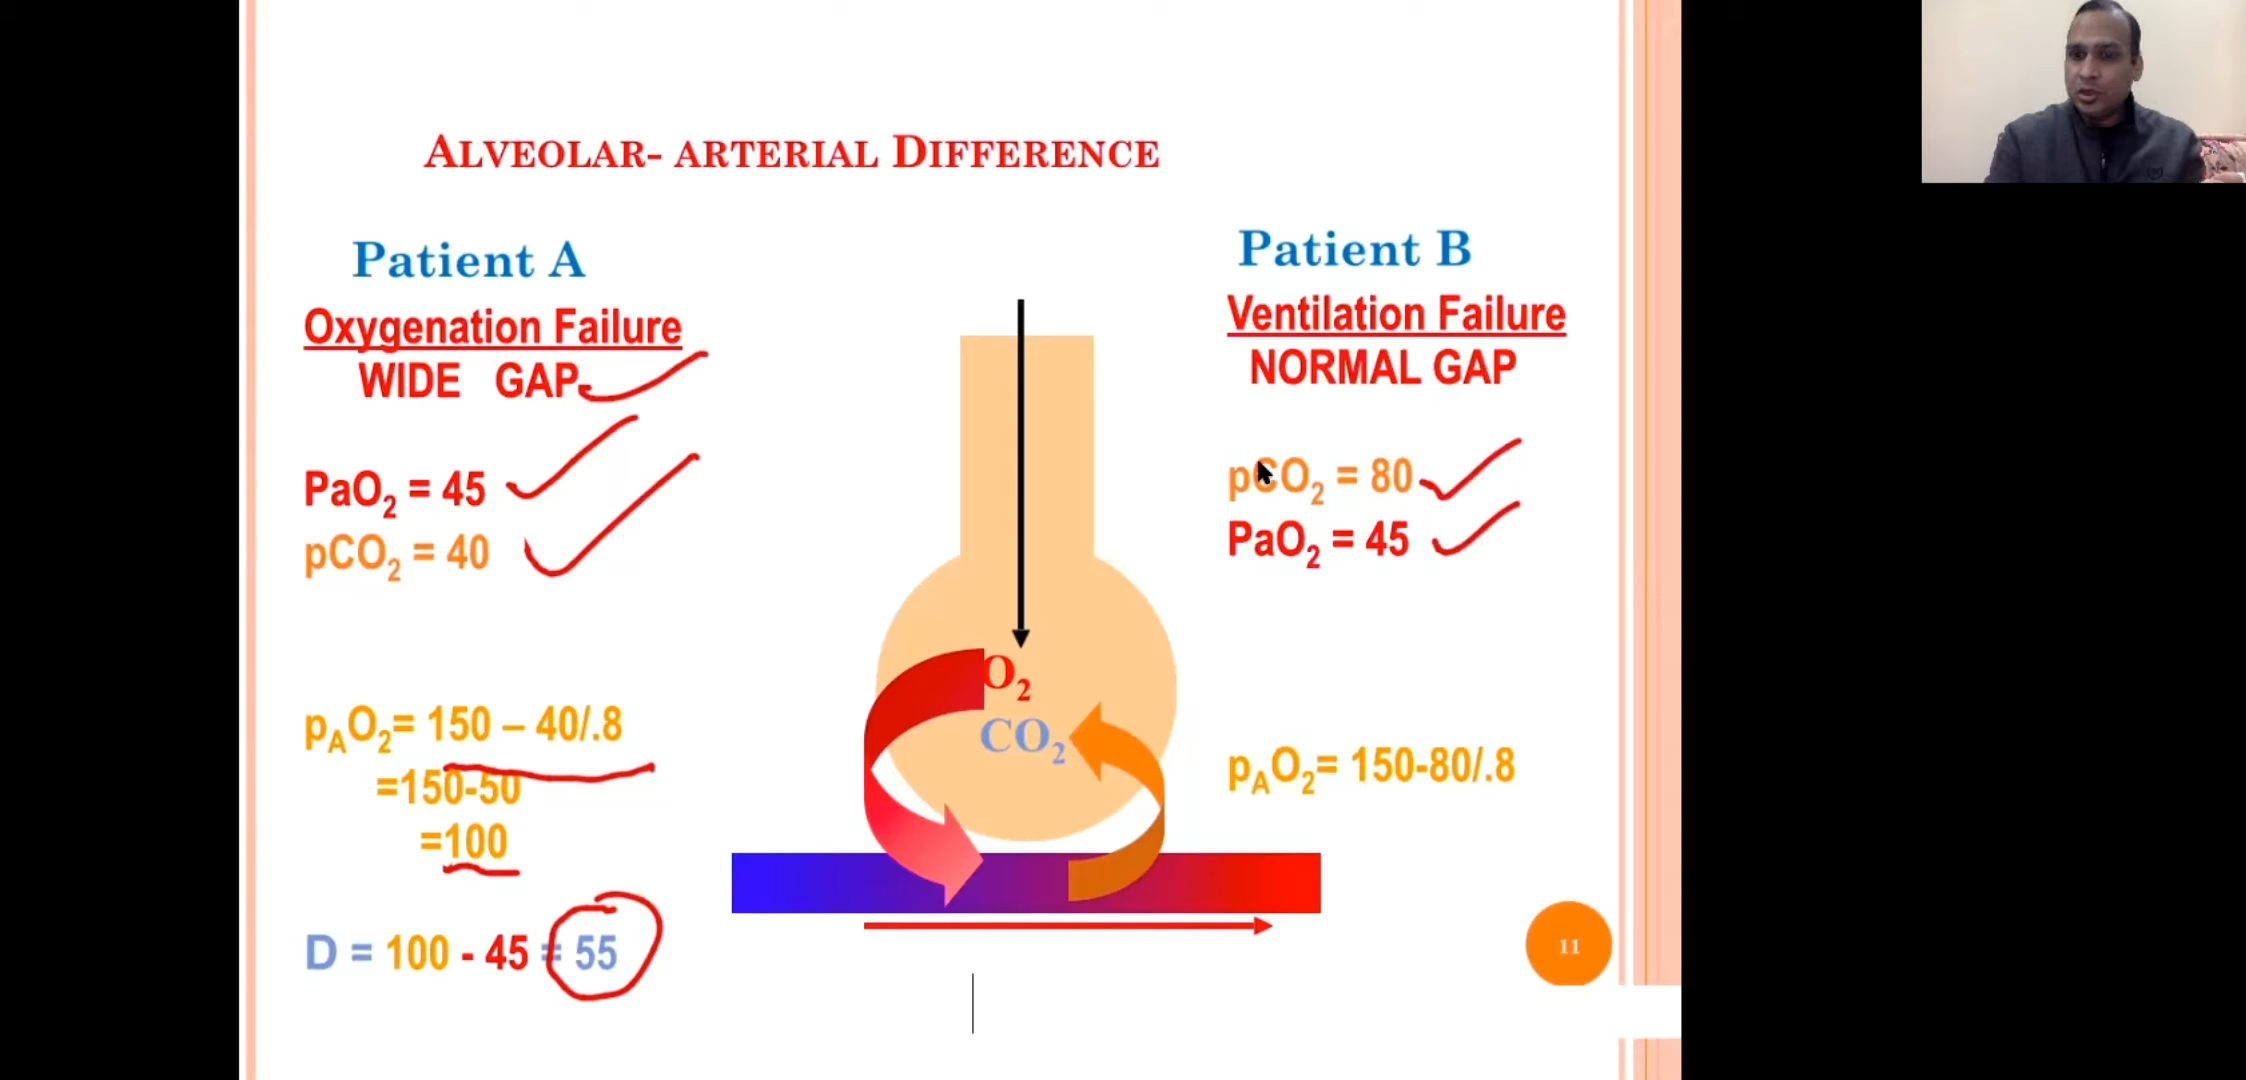 ALVEOLAR- ARTERIAL DIFFERENCE
Patient A
Oxygenation Failure
WIDE GAP
PaO₂ = 45
pCO₂ = 40
pAO₂= 150 – 40/.8
=150-50
=100
D = 100 - 45 = 55
O₂
CO₂
Patient B
Ventilation Failure
NORMAL GAP
pCO₂ = 80
PaO₂ = 45
pAO₂= 150-80/.8
11